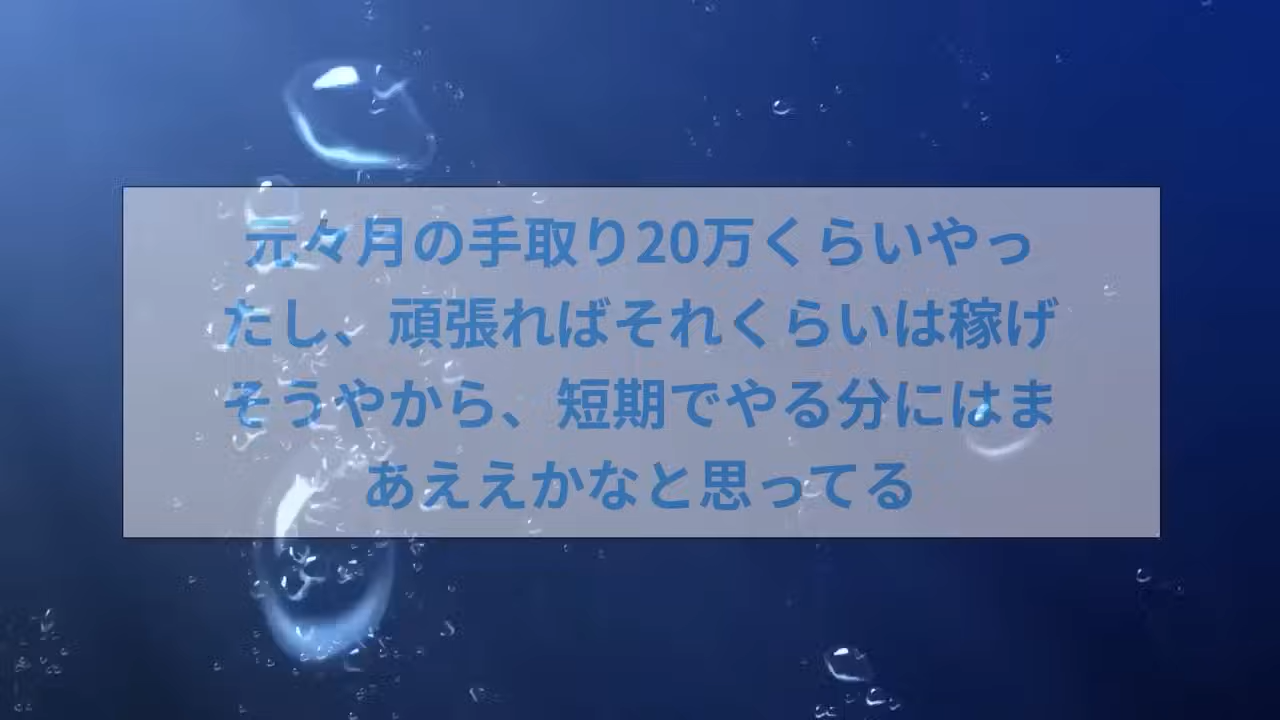 元々月の手取り20万くらいやっ
たし、頑張ればそれくらいは稼げ
そうやから、短期でやる分にはま
あええかなと思ってる